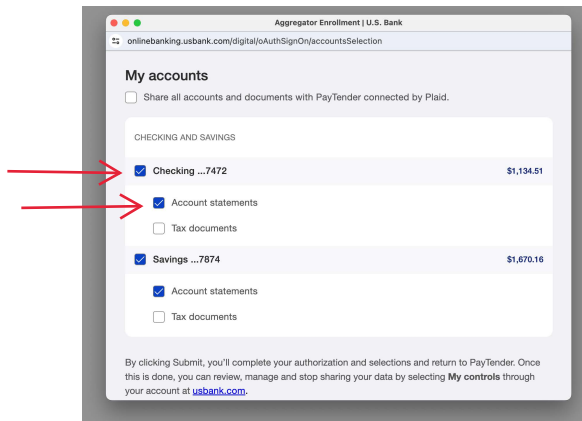 Aggregator Enrollment | U.S. Bank
onlinebanking.usbank.com/digital/oAuthSignOn/accountsSelection
My accounts
Share all accounts and documents with PayTender connected by Plaid.
CHECKING AND SAVINGS
Checking ...7472 $1,134.51
Account statements
Tax documents
Savings ...7874 $1,670.16
Account statements
Tax documents
By clicking Submit, you'll complete your authorization and selections and return to PayTender. Once
this is done, you can review, manage and stop sharing your data by selecting My controls through
your account at usbank.com.